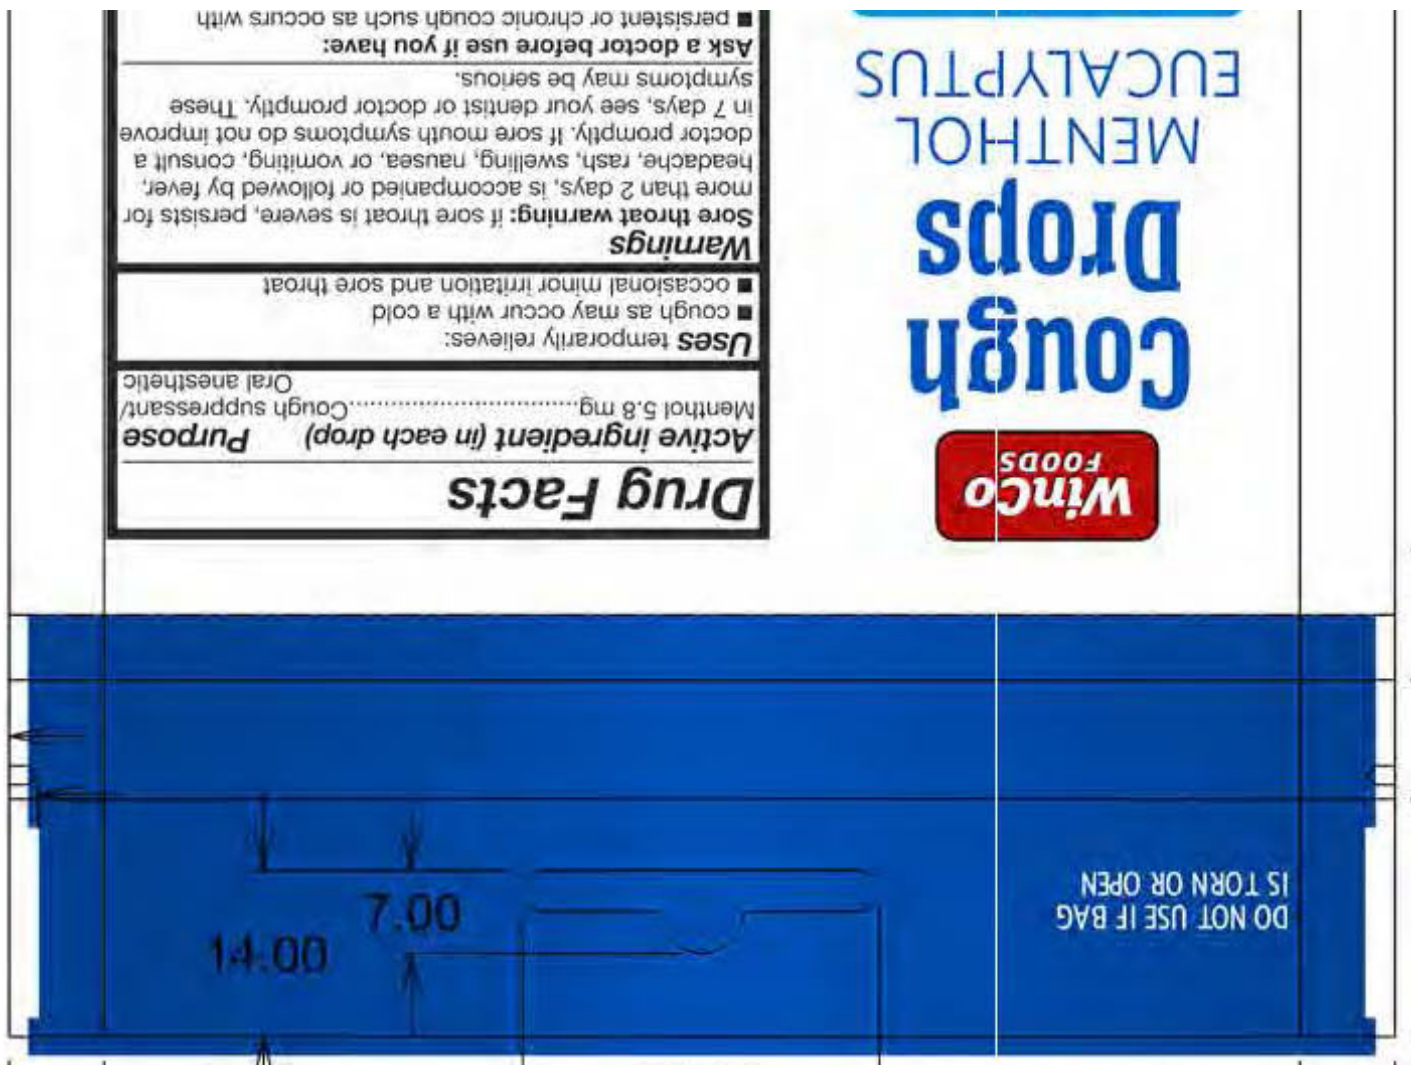 DO NOT USE IF BAG
IS TORN OR OPEN
7.00
14.00
WinCo
FOODS
Cough
Drops
MENTHOL
EUCALYPTUS
Drug Facts
Active ingredient (in each drop) Purpose
Menthol 5.8 mg..................................Cough suppressant/
Oral anesthetic
Uses temporarily relieves:
■ cough as may occur with a cold
■ occasional minor irritation and sore throat
Warnings
Sore throat warning: if sore throat is severe, persists for
more than 2 days, is accompanied or followed by fever,
headache, rash, swelling, nausea, or vomiting, consult a
doctor promptly. If sore mouth symptoms do not improve
in 7 days, see your dentist or doctor promptly. These
symptoms may be serious.
Ask a doctor before use if you have:
■ persistent or chronic cough such as occurs with